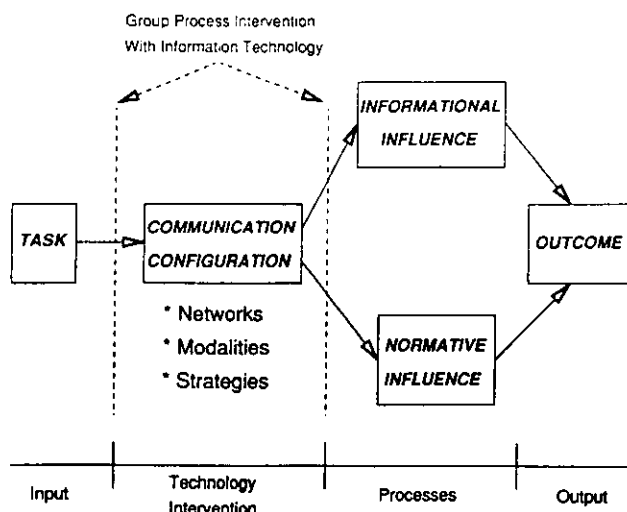 Group Process Intervention
With Information Technology
INFORMATIONAL
INFLUENCE
TASK
COMMUNICATION
CONFIGURATION
OUTCOME
* Networks
* Modalities
* Strategies
NORMATIVE
INFLUENCE
Input
Technology
Intervention
Processes
Output